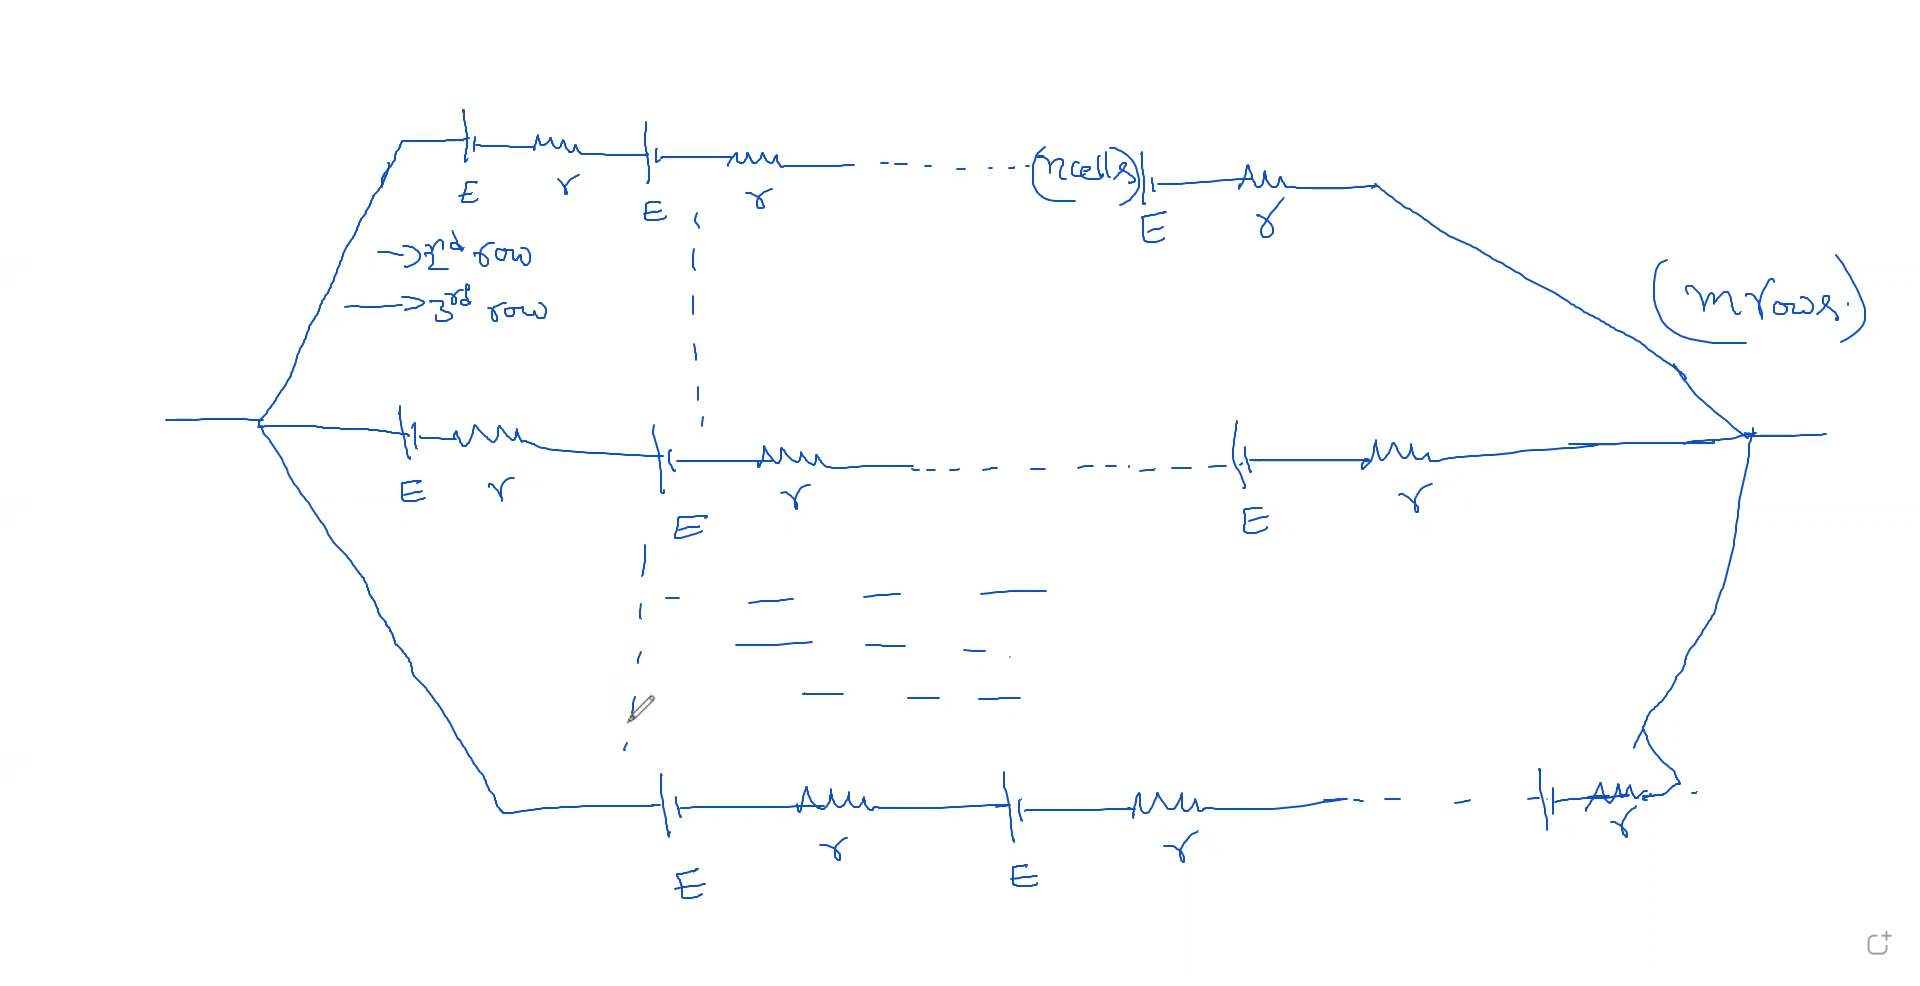 (n cells)
E r E r E r
→ 2nd row
→ 3rd row
(m rows.)
E r E r E r
E r E r r